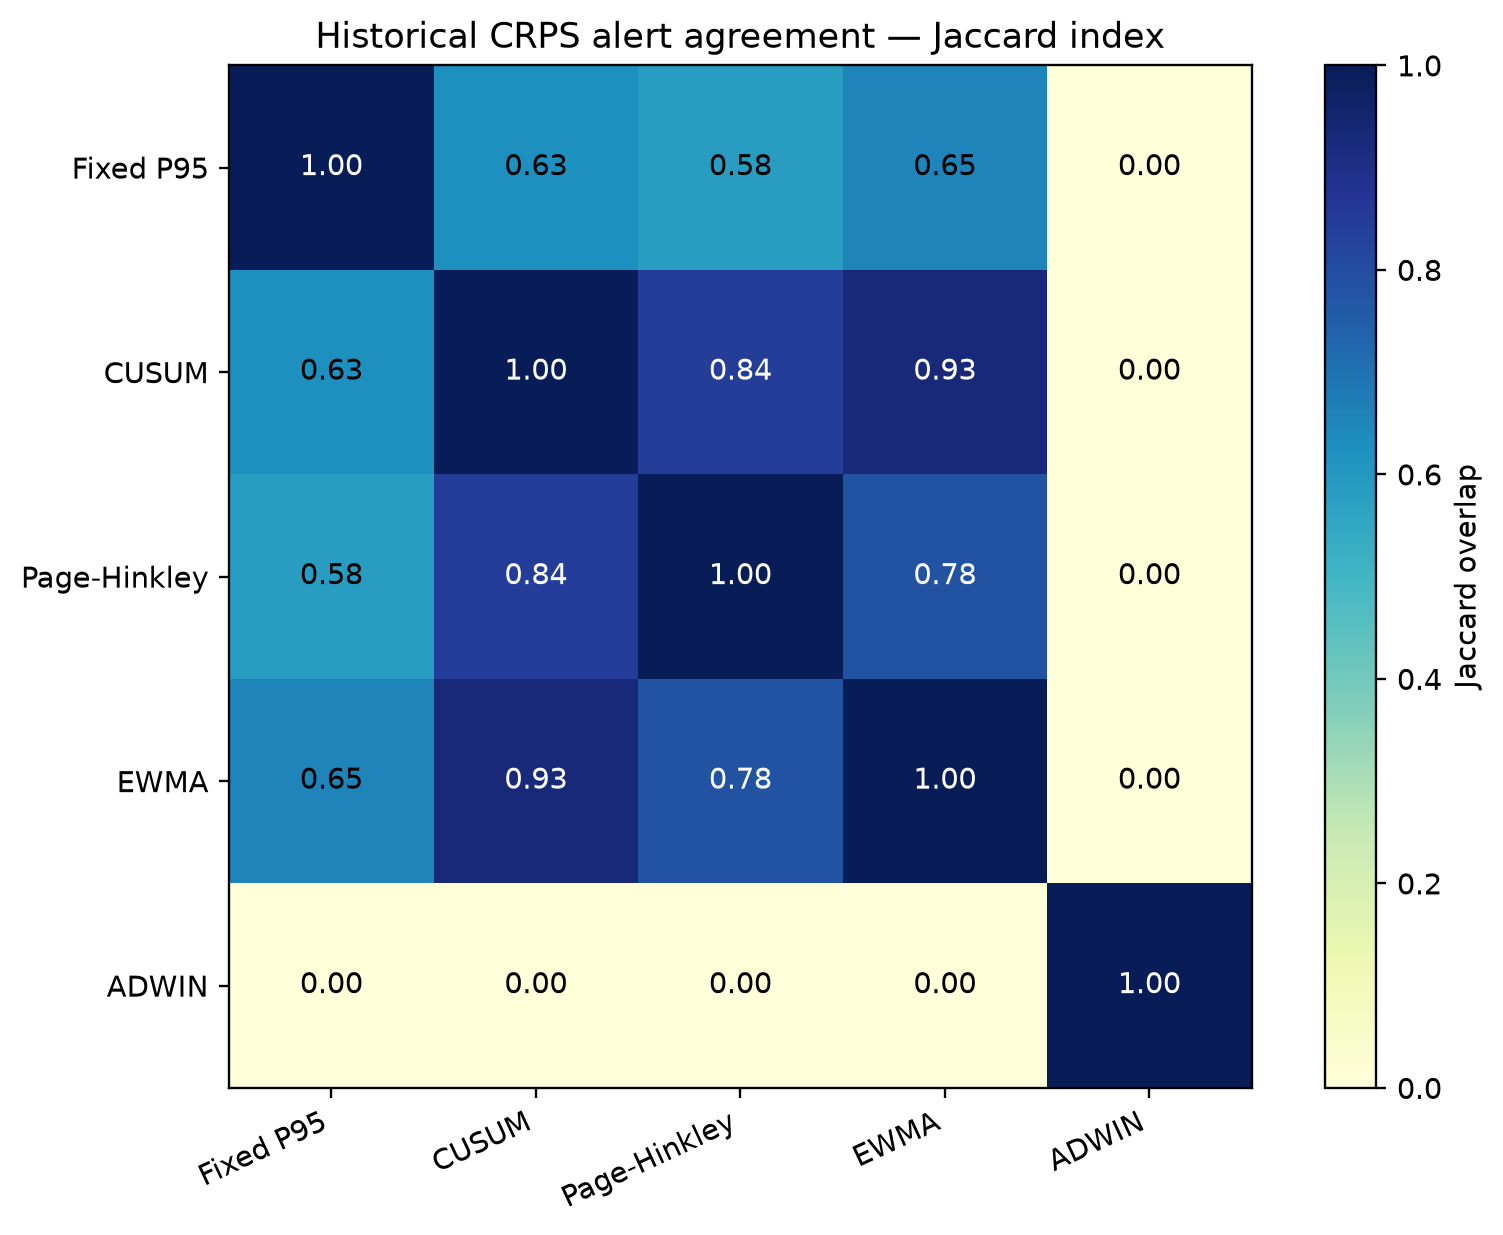 Historical CRPS alert agreement — Jaccard index
Fixed P95 1.00 0.63 0.58 0.65 0.00
CUSUM 0.63 1.00 0.84 0.93 0.00
Page-Hinkley 0.58 0.84 1.00 0.78 0.00
EWMA 0.65 0.93 0.78 1.00 0.00
ADWIN 0.00 0.00 0.00 0.00 1.00
Fixed P95 CUSUM Page-Hinkley EWMA ADWIN
1.0
0.8
0.6
0.4
0.2
0.0
Jaccard overlap